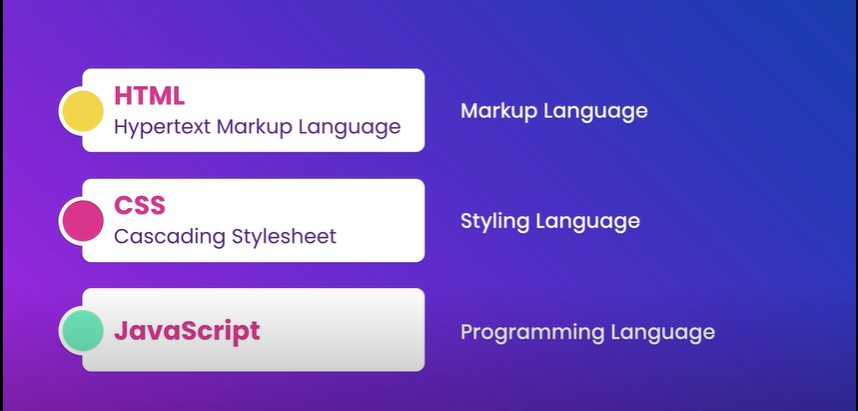 HTML
Hypertext Markup Language
Markup Language
CSS
Cascading Stylesheet
Styling Language
JavaScript
Programming Language